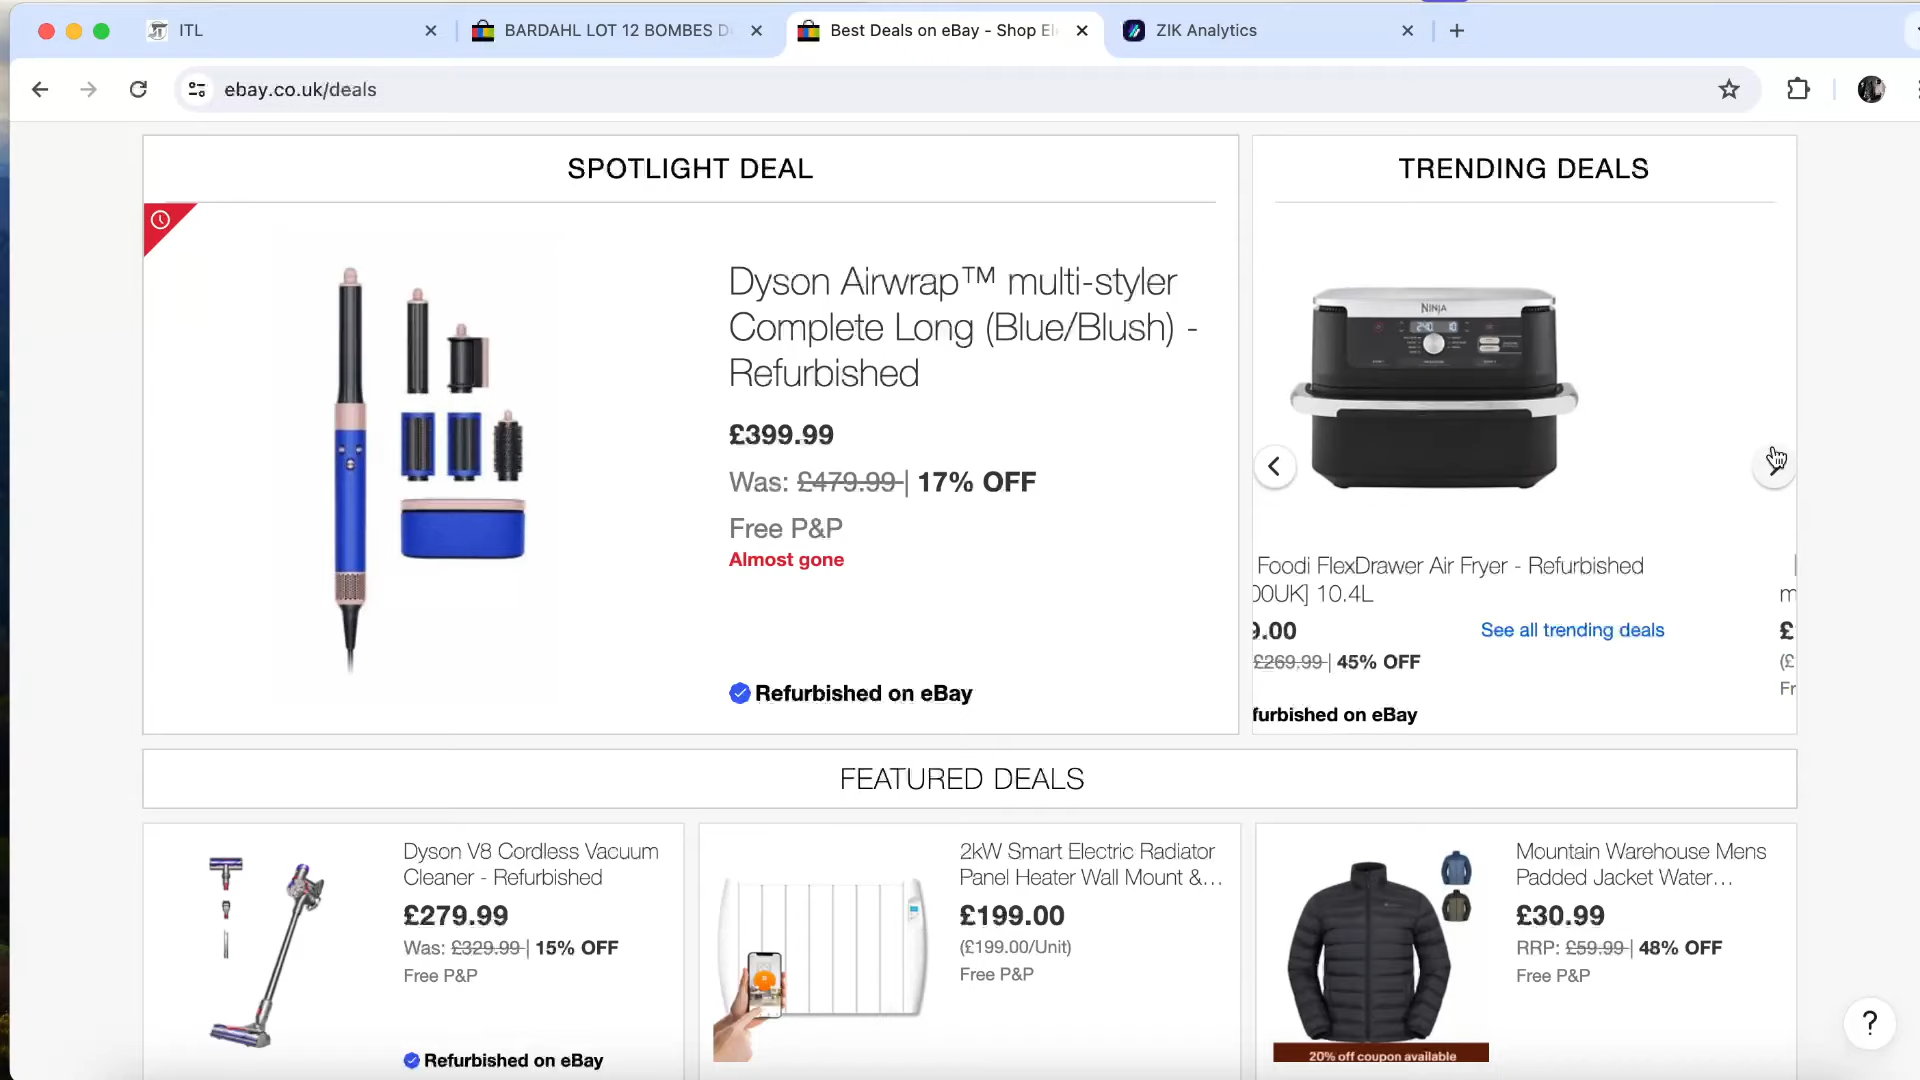 ITL
BARDAHL LOT 12 BOMBES D
Best Deals on eBay - Shop El
ZIK Analytics
ebay.co.uk/deals
SPOTLIGHT DEAL
Dyson Airwrap™ multi-styler
Complete Long (Blue/Blush) -
Refurbished
£399.99
Was: £479.99 | 17% OFF
Free P&P
Almost gone
Refurbished on eBay
TRENDING DEALS
NINJA
Foodi FlexDrawer Air Fryer - Refurbished
00UK] 10.4L
9.00
See all trending deals
£269.99 | 45% OFF
furbished on eBay
m
£
(£
Fr
FEATURED DEALS
Dyson V8 Cordless Vacuum
Cleaner - Refurbished
£279.99
Was: £329.99 | 15% OFF
Free P&P
Refurbished on eBay
2kW Smart Electric Radiator
Panel Heater Wall Mount &...
£199.00
(£199.00/Unit)
Free P&P
Mountain Warehouse Mens
Padded Jacket Water...
£30.99
RRP: £59.99 | 48% OFF
Free P&P
20% off coupon available
?